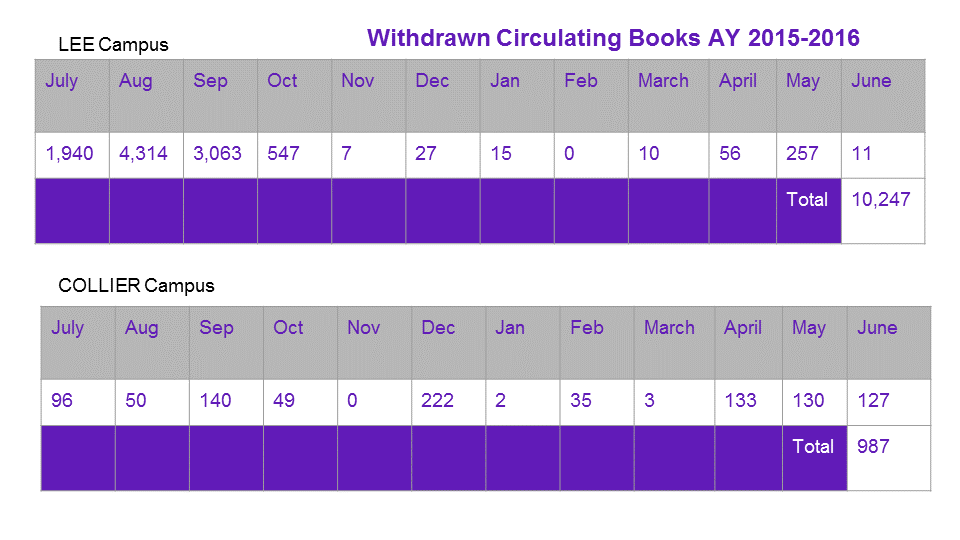 LEE Campus
Withdrawn Circulating Books AY 2015-2016
July Aug Sep Oct Nov Dec Jan Feb March April May June
1,940 4,314 3,063 547 7 27 15 0 10 56 257 11
Total 10,247
COLLIER Campus
July Aug Sep Oct Nov Dec Jan Feb March April May June
96 50 140 49 0 222 2 35 3 133 130 127
Total 987